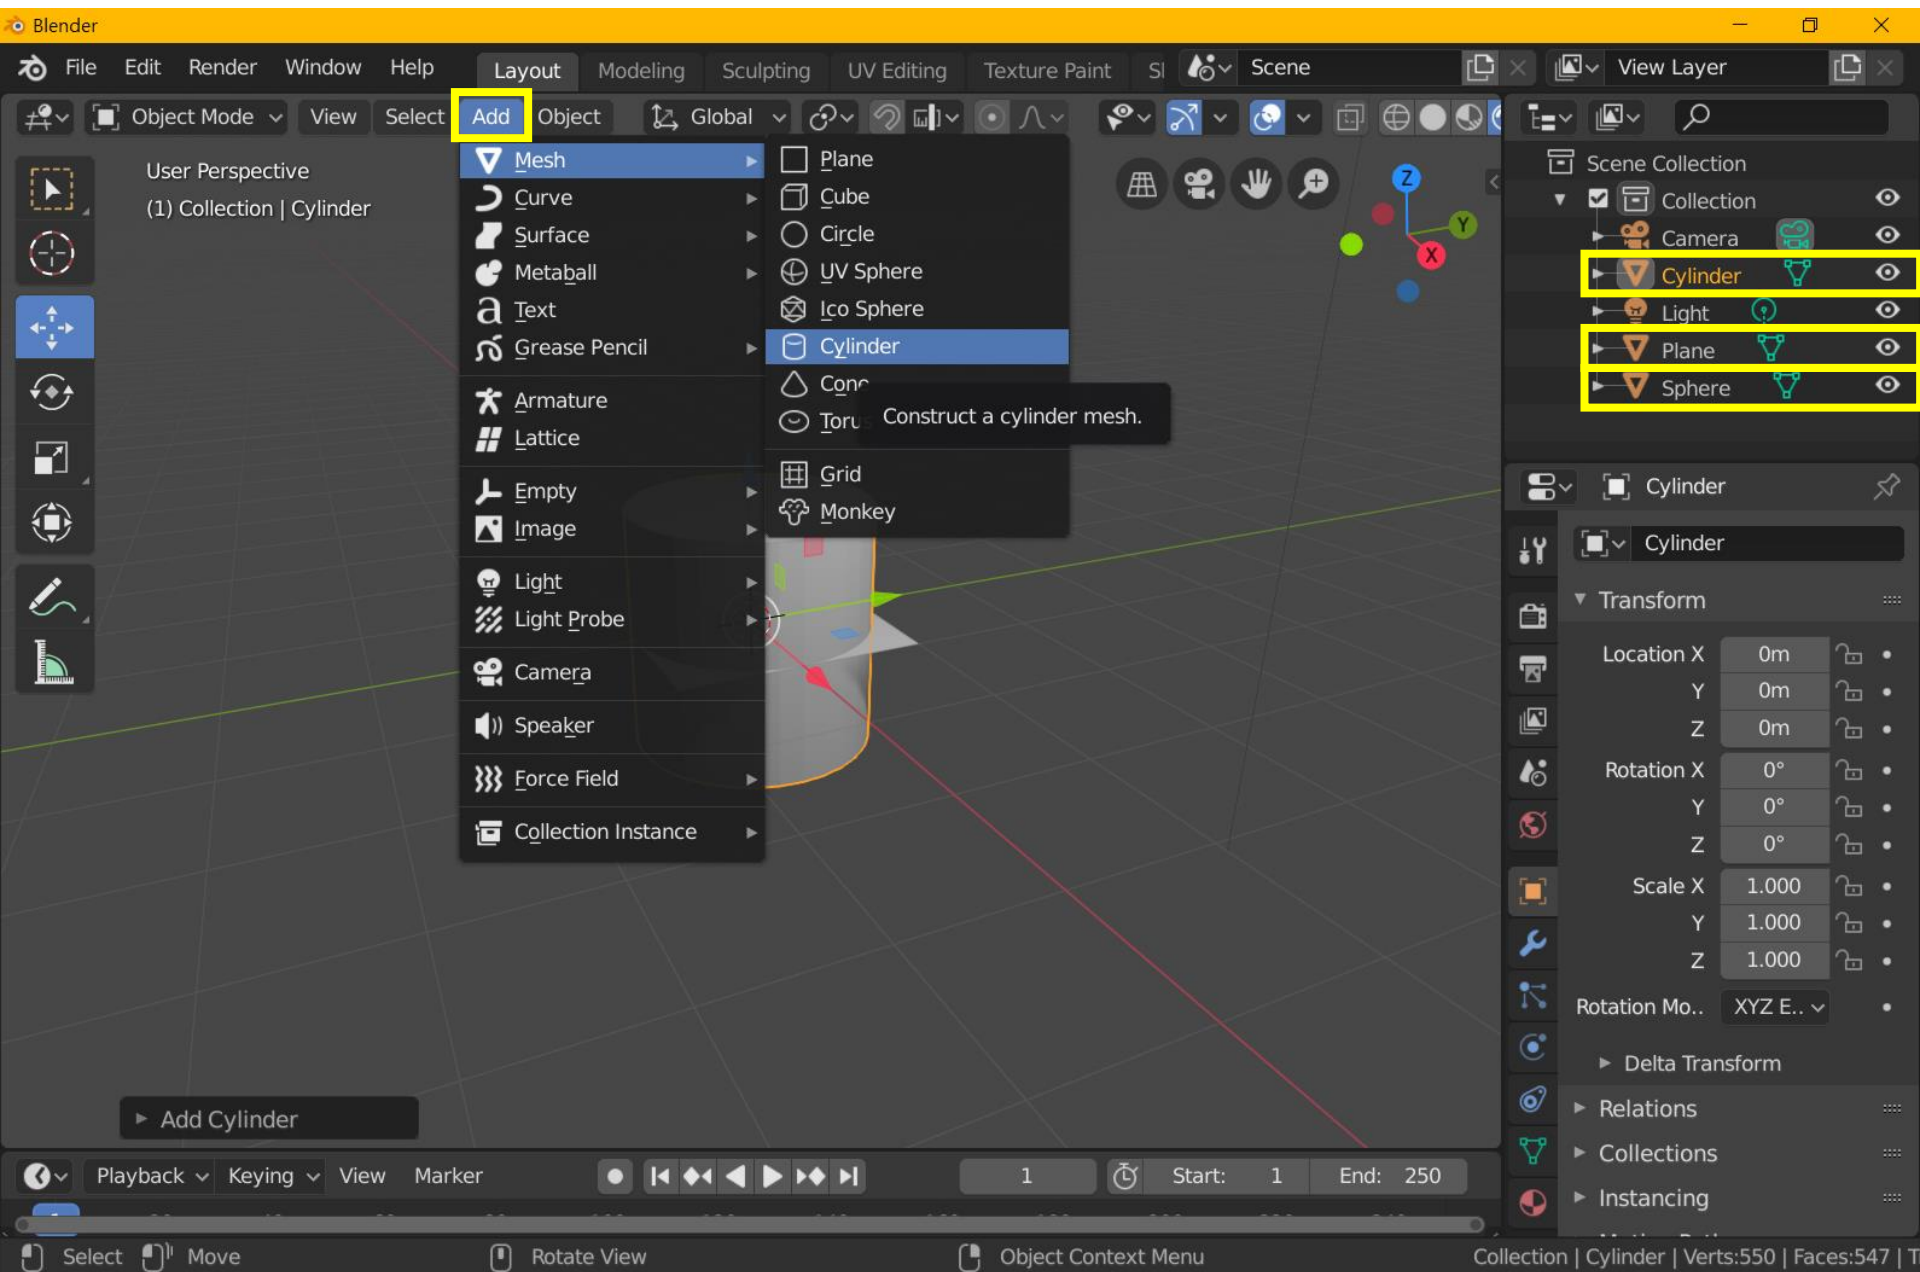 Blender
File Edit Render Window Help Layout Modeling Sculpting UV Editing Texture Paint Scene View Layer
Object Mode View Select Add Object Global
User Perspective
(1) Collection | Cylinder
Mesh
Curve
Surface
Metaball
Text
Grease Pencil
Armature
Lattice
Empty
Image
Light
Light Probe
Camera
Speaker
Force Field
Collection Instance
Plane
Cube
Circle
UV Sphere
Ico Sphere
Cylinder
Cone
Torus
Construct a cylinder mesh.
Grid
Monkey
Z
Y
X
Scene Collection
Collection
Camera
Cylinder
Light
Plane
Sphere
Cylinder
Cylinder
Transform
Location X 0m
Y 0m
Z 0m
Rotation X 0°
Y 0°
Z 0°
Scale X 1.000
Y 1.000
Z 1.000
Rotation Mo.. XYZ E..
Delta Transform
Relations
Collections
Instancing
Add Cylinder
Playback Keying View Marker 1 Start: 1 End: 250
Select Move Rotate View Object Context Menu Collection | Cylinder | Verts:550 | Faces:547 | T